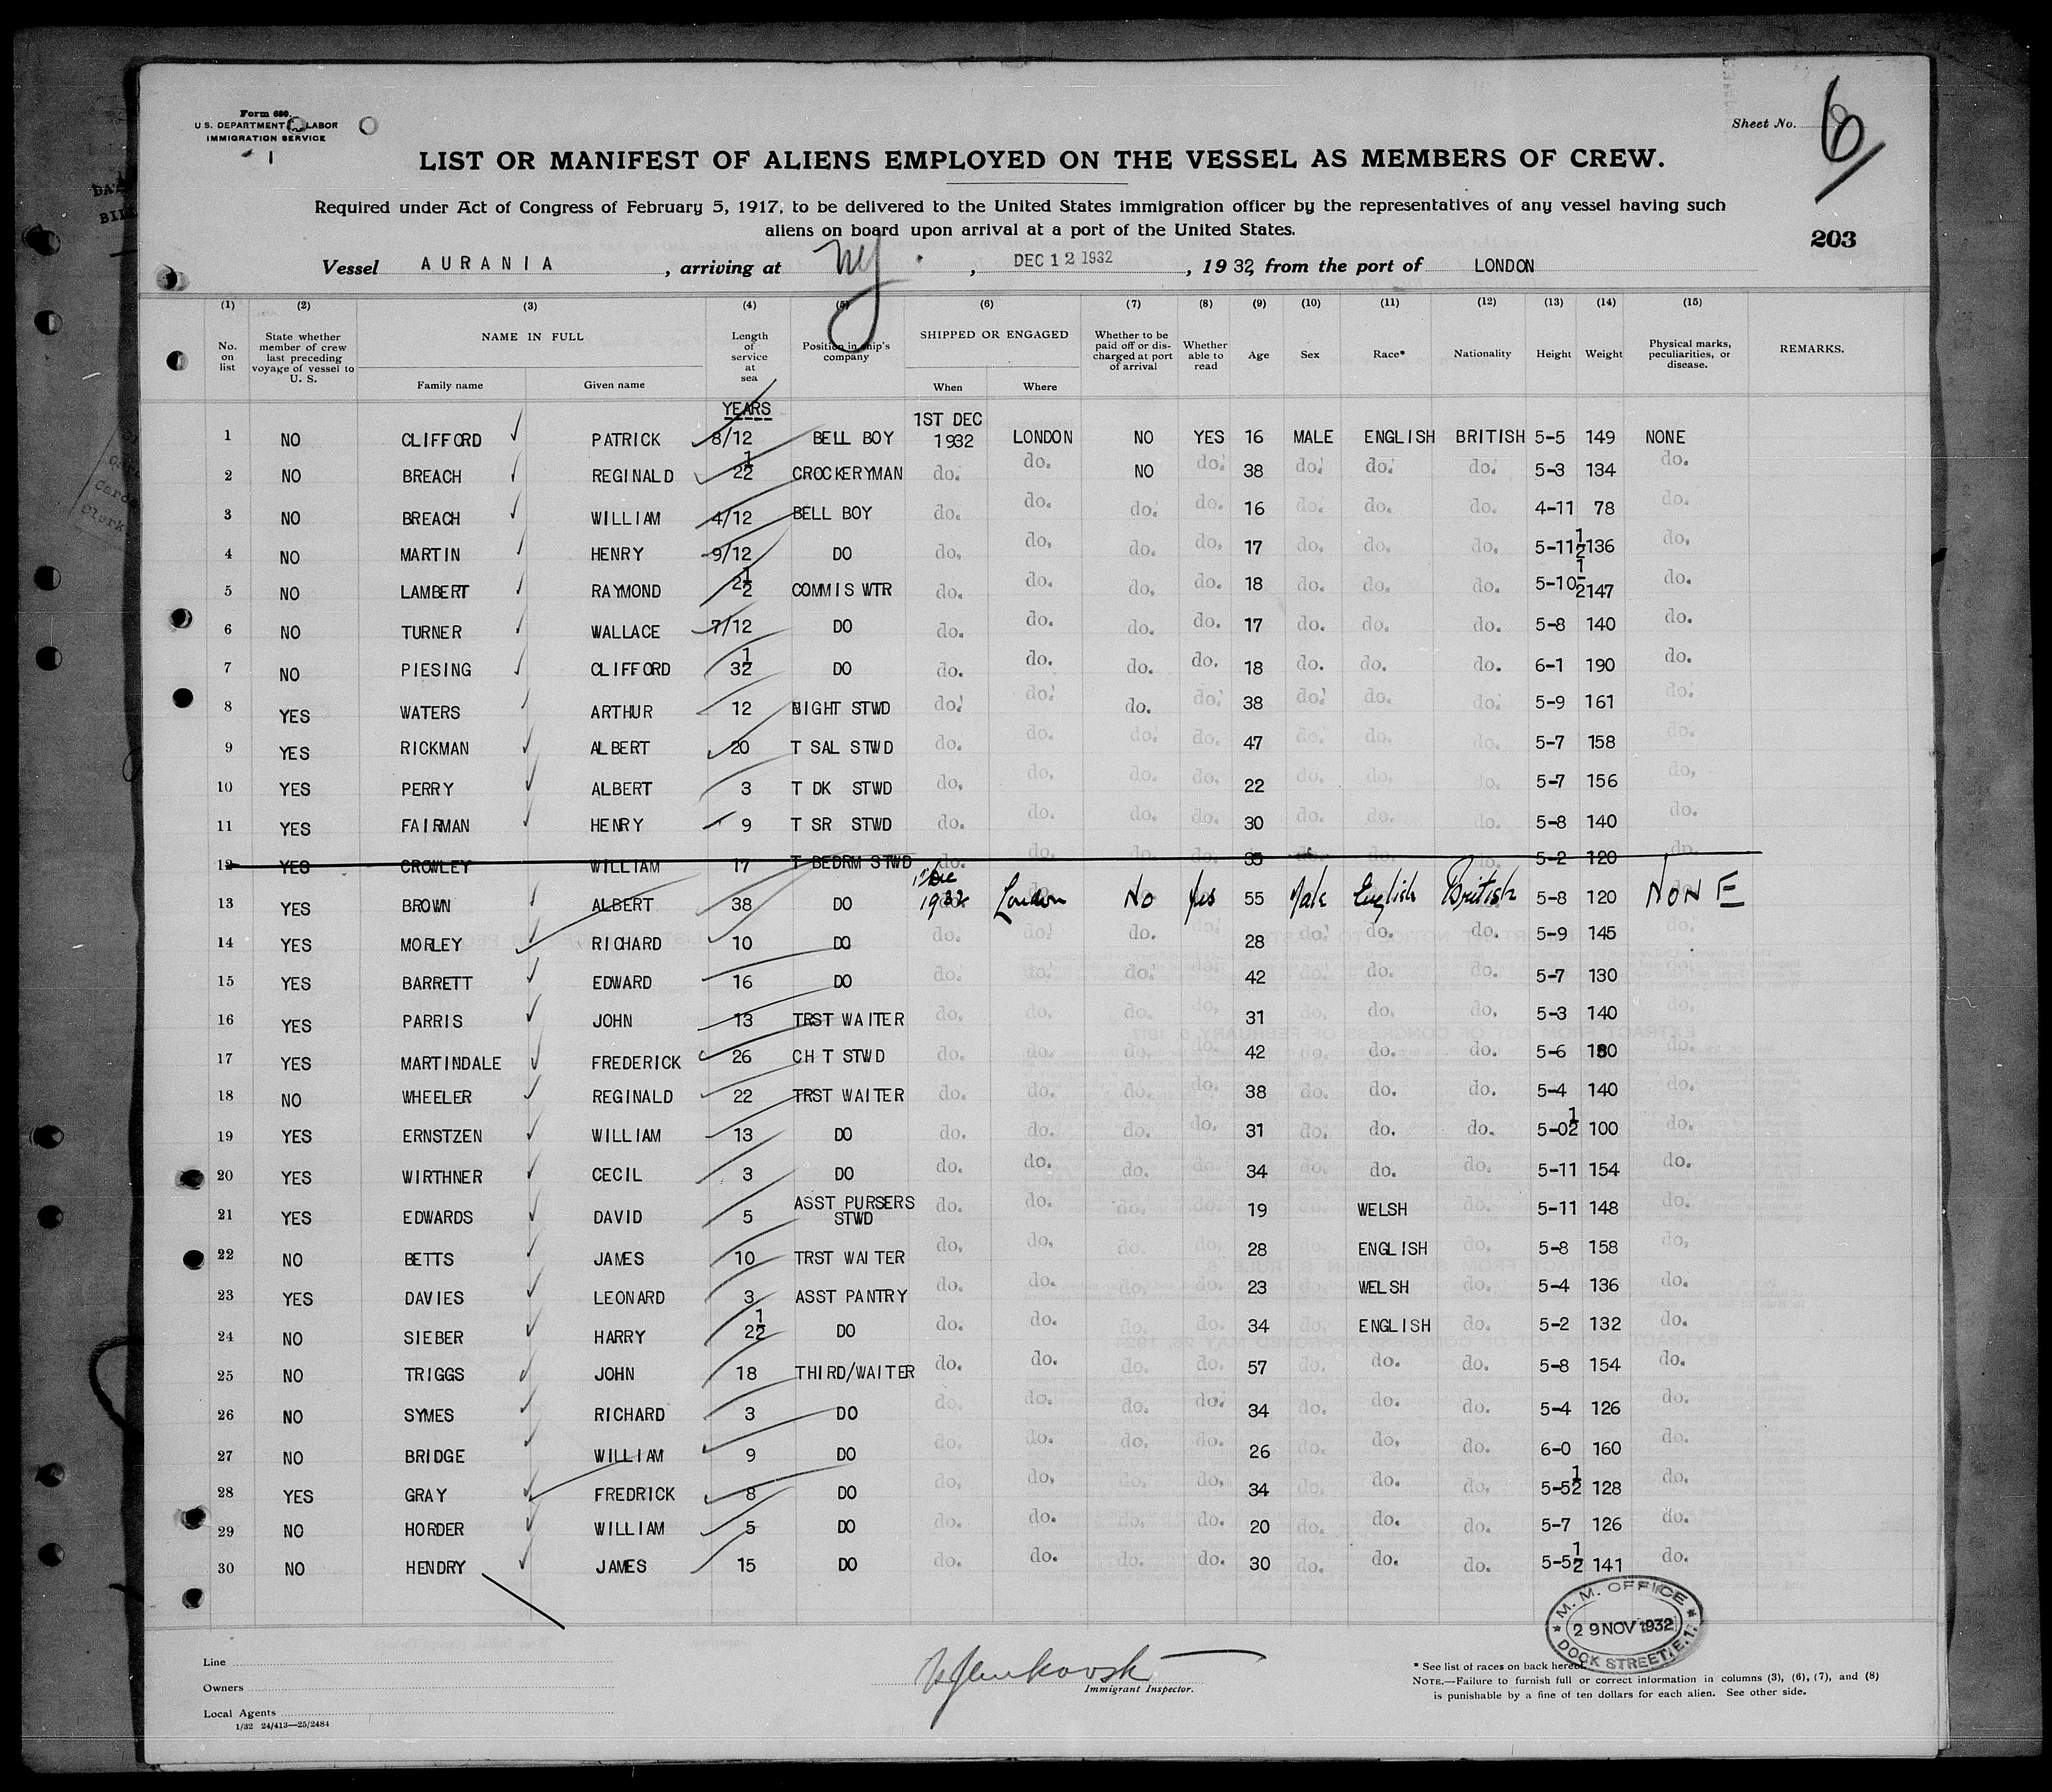 Form 680.
U.S. DEPARTMENT OF LABOR
IMMIGRATION SERVICE
1
Sheet No. 6
LIST OR MANIFEST OF ALIENS EMPLOYED ON THE VESSEL AS MEMBERS OF CREW.
Required under Act of Congress of February 5, 1917, to be delivered to the United States immigration officer by the representatives of any vessel having such
aliens on board upon arrival at a port of the United States.
203
Vessel AURANIA, arriving at NY., DEC 12 1932, 1932, from the port of LONDON
(1) (2) (3) (4) (5) (6) (7) (8) (9) (10) (11) (12) (13) (14) (15)
No. on list State whether member of crew last preceding voyage of vessel to U. S. NAME IN FULL Family name Given name Length of service at sea Position in ship's company SHIPPED OR ENGAGED When Where Whether to be paid off or discharged at port of arrival Whether able to read Age Sex Race* Nationality Height Weight Physical marks, peculiarities, or disease. REMARKS.
YEARS
1 NO CLIFFORD PATRICK 8/12 BELL BOY 1ST DEC 1932 LONDON NO YES 16 MALE ENGLISH BRITISH 5-5 149 NONE
2 NO BREACH REGINALD 2 1/2 CROCKERYMAN do. do. NO do. 38 do. do. do. 5-3 134 do.
3 NO BREACH WILLIAM 4/12 BELL BOY do. do. do. do. 16 do. do. do. 4-11 78 do.
4 NO MARTIN HENRY 9/12 DO do. do. do. do. 17 do. do. do. 5-11 1/2 136 do.
5 NO LAMBERT RAYMOND 2 1/2 COMMIS WTR do. do. do. do. 18 do. do. do. 5-10 1/2 147 do.
6 NO TURNER WALLACE 7/12 DO do. do. do. do. 17 do. do. do. 5-8 140 do.
7 NO PIESING CLIFFORD 3 1/2 DO do. do. do. do. 18 do. do. do. 6-1 190 do.
8 YES WATERS ARTHUR 12 NIGHT STWD do. do. do. do. 38 do. do. do. 5-9 161 do.
9 YES RICKMAN ALBERT 20 T SAL STWD do. do. do. do. 47 do. do. do. 5-7 158 do.
10 YES PERRY ALBERT 3 T DK STWD do. do. do. do. 22 do. do. do. 5-7 156 do.
11 YES FAIRMAN HENRY 9 T SR STWD do. do. do. do. 30 do. do. do. 5-8 140 do.
12 YES CROWLEY WILLIAM 17 T BEDRM STWD do. do. do. do. 35 do. do. do. 5-2 120 do.
13 YES BROWN ALBERT 38 DO 1st Dec 1932 London No Yes 55 Male English British 5-8 120 NONE
14 YES MORLEY RICHARD 10 DO do. do. do. do. 28 do. do. do. 5-9 145 do.
15 YES BARRETT EDWARD 16 DO do. do. do. do. 42 do. do. do. 5-7 130 do.
16 YES PARRIS JOHN 13 TRST WAITER do. do. do. do. 31 do. do. do. 5-3 140 do.
17 YES MARTINDALE FREDERICK 26 CH T STWD do. do. do. do. 42 do. do. do. 5-6 do.
18 NO WHEELER REGINALD 22 TRST WAITER do. do. do. do. 38 do. do. do. 5-4 140 do.
19 YES ERNSTZEN WILLIAM 13 DO do. do. do. do. 31 do. do. do. 5-0 1/2 100 do.
20 YES WIRTHNER CECIL 3 DO do. do. do. do. 34 do. do. do. 5-11 154 do.
21 YES EDWARDS DAVID 5 ASST PURSERS STWD do. do. do. do. 19 do. WELSH do. 5-11 148 do.
22 NO BETTS JAMES 10 TRST WAITER do. do. do. do. 28 do. ENGLISH do. 5-8 158 do.
23 YES DAVIES LEONARD 3 ASST PANTRY do. do. do. do. 23 do. WELSH do. 5-4 136 do.
24 NO SIEBER HARRY 2 1/2 DO do. do. do. do. 34 do. ENGLISH do. 5-2 132 do.
25 NO TRIGGS JOHN 18 THIRD/WAITER do. do. do. do. 57 do. do. do. 5-8 154 do.
26 NO SYMES RICHARD 3 DO do. do. do. do. 34 do. do. do. 5-4 126 do.
27 NO BRIDGE WILLIAM 9 DO do. do. do. do. 26 do. do. do. 6-0 160 do.
28 YES GRAY FREDRICK 8 DO do. do. do. do. 34 do. do. do. 5-5 1/2 128 do.
29 NO HORDER WILLIAM 5 DO do. do. do. do. 20 do. do. do. 5-7 126 do.
30 NO HENDRY JAMES 15 DO do. do. do. do. 30 do. do. do. 5-5 1/2 141 do.
M. M. OFFICE
29 NOV 1932
DOCK STREET, E.1.
Line
Owners
Local Agents
1/32 24/413—25/2484
Immigrant Inspector.
* See list of races on back hereof.
NOTE.—Failure to furnish full or correct information in columns (3), (6), (7), and (8)
is punishable by a fine of ten dollars for each alien. See other side.